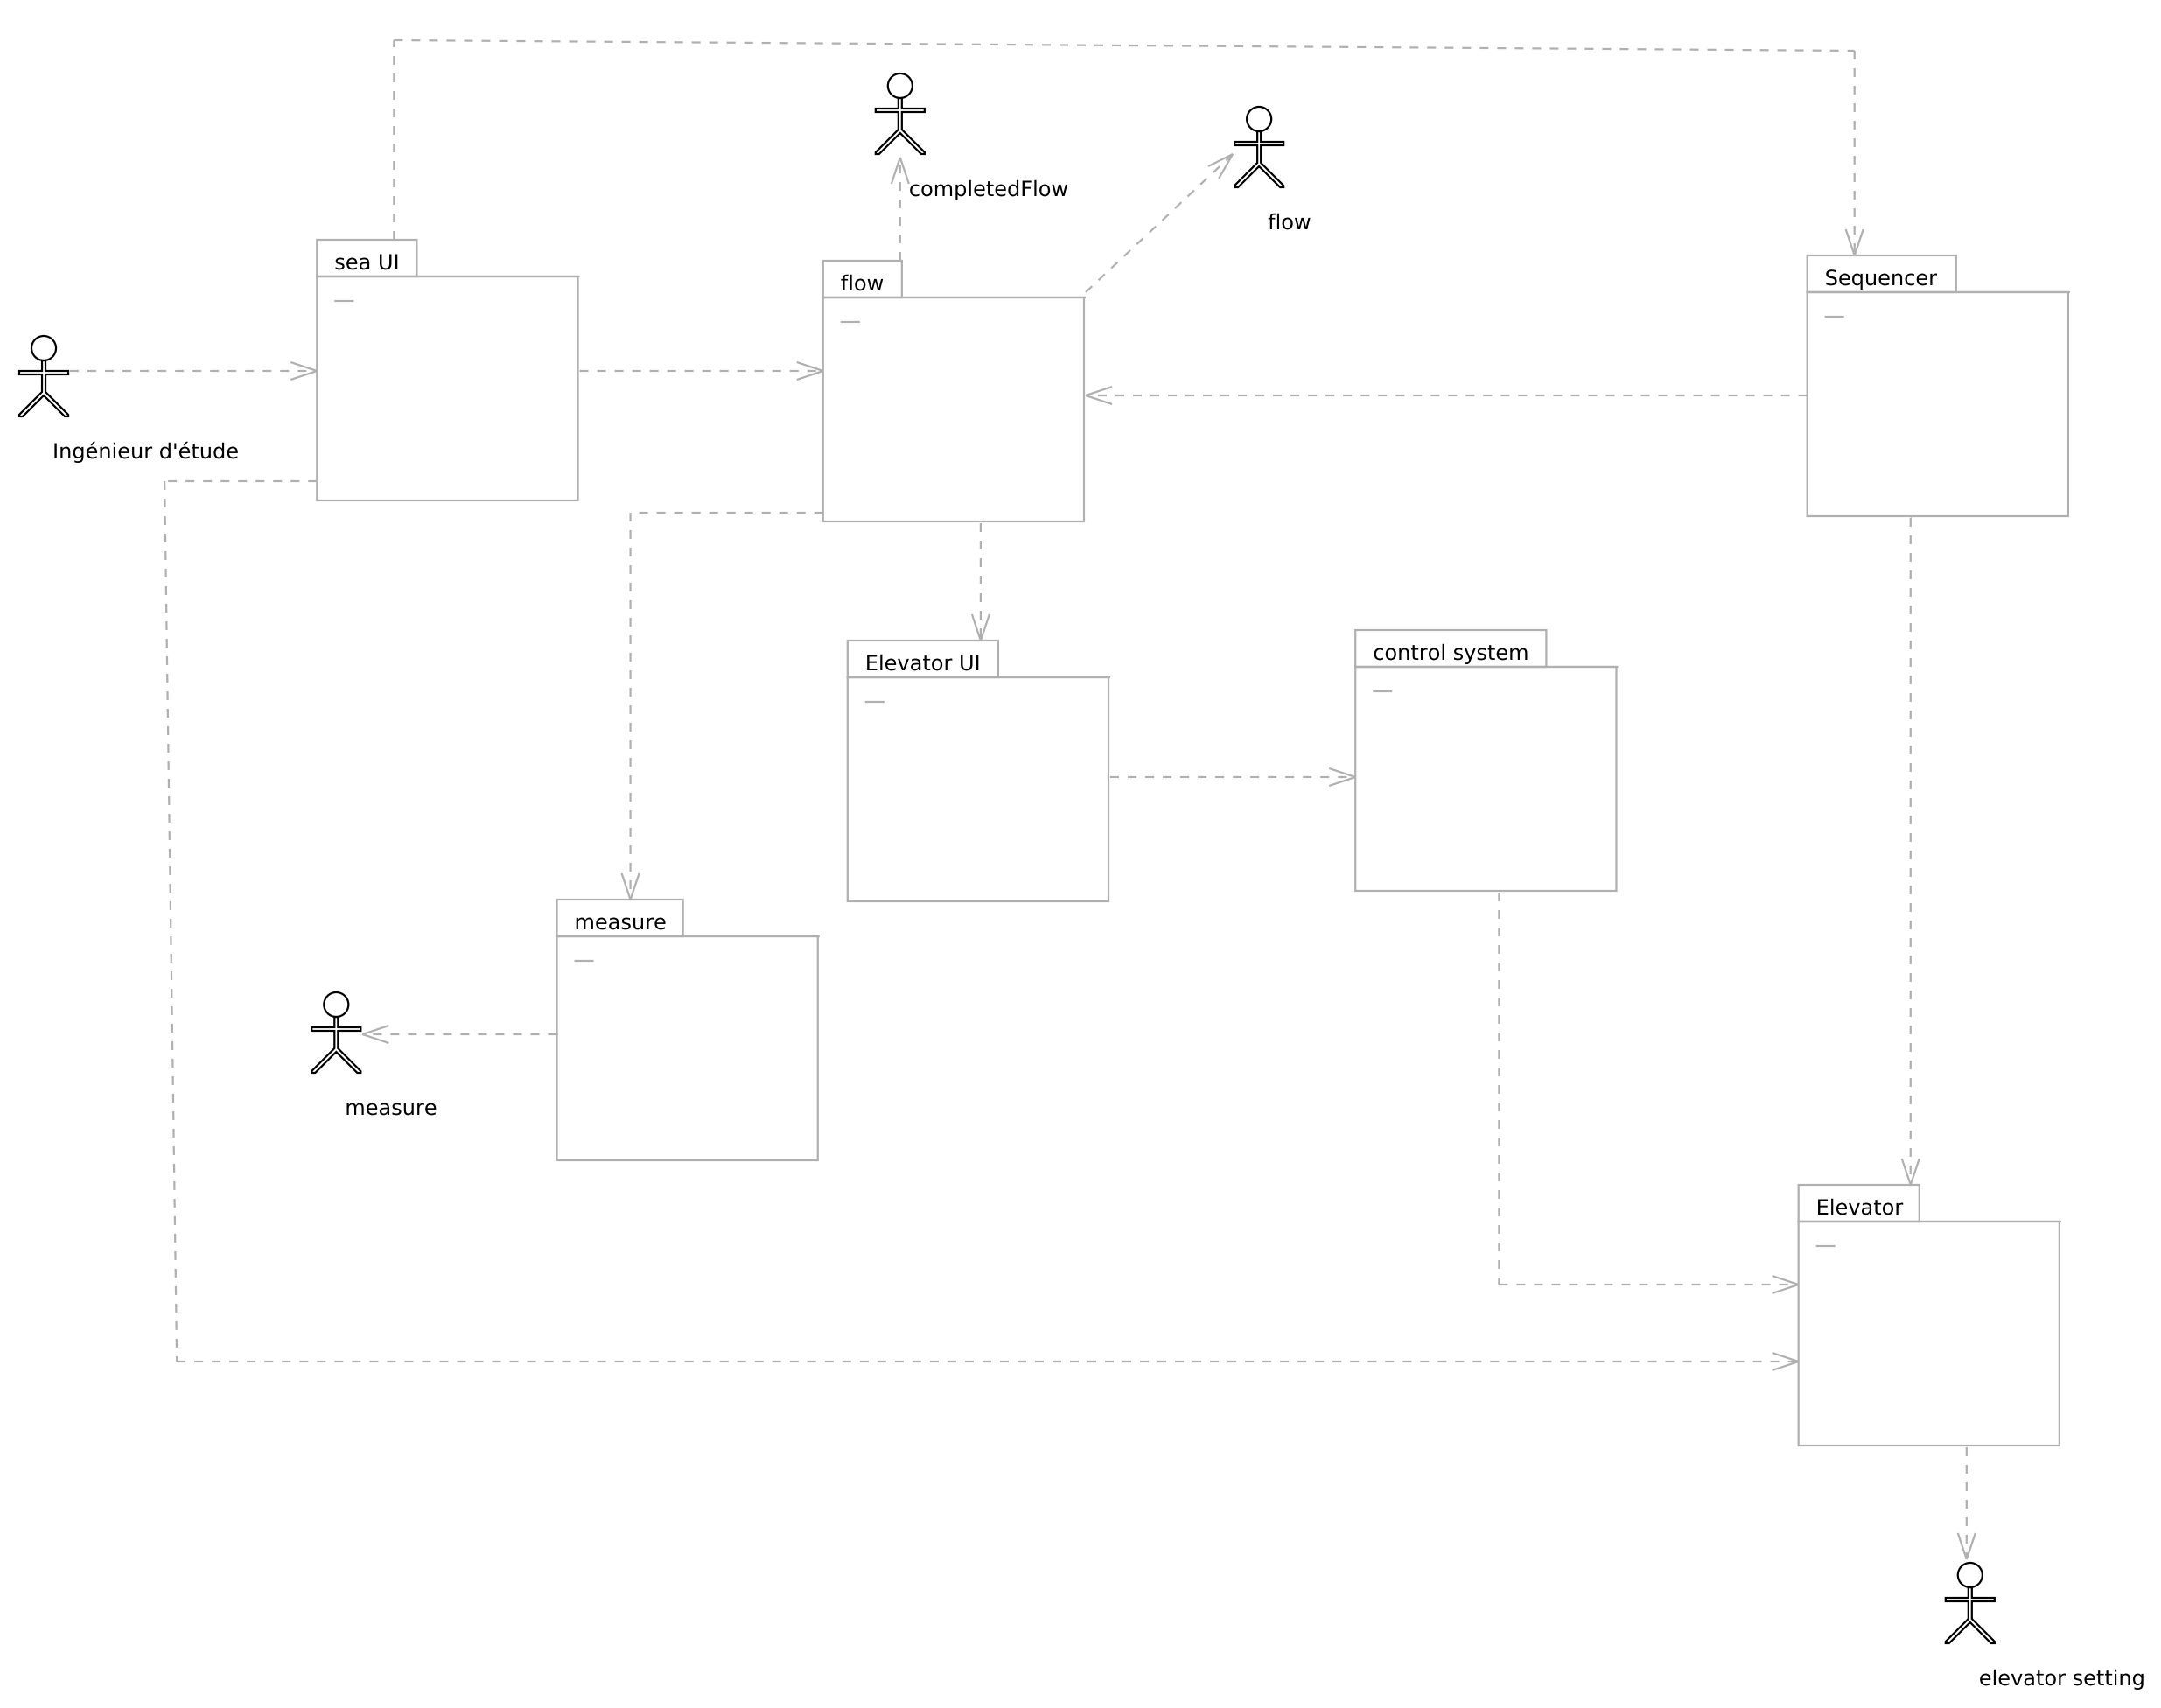 completedFlow
flow
sea UI
flow
Sequencer
Ingénieur d'étude
Elevator UI
control system
measure
measure
Elevator
elevator setting